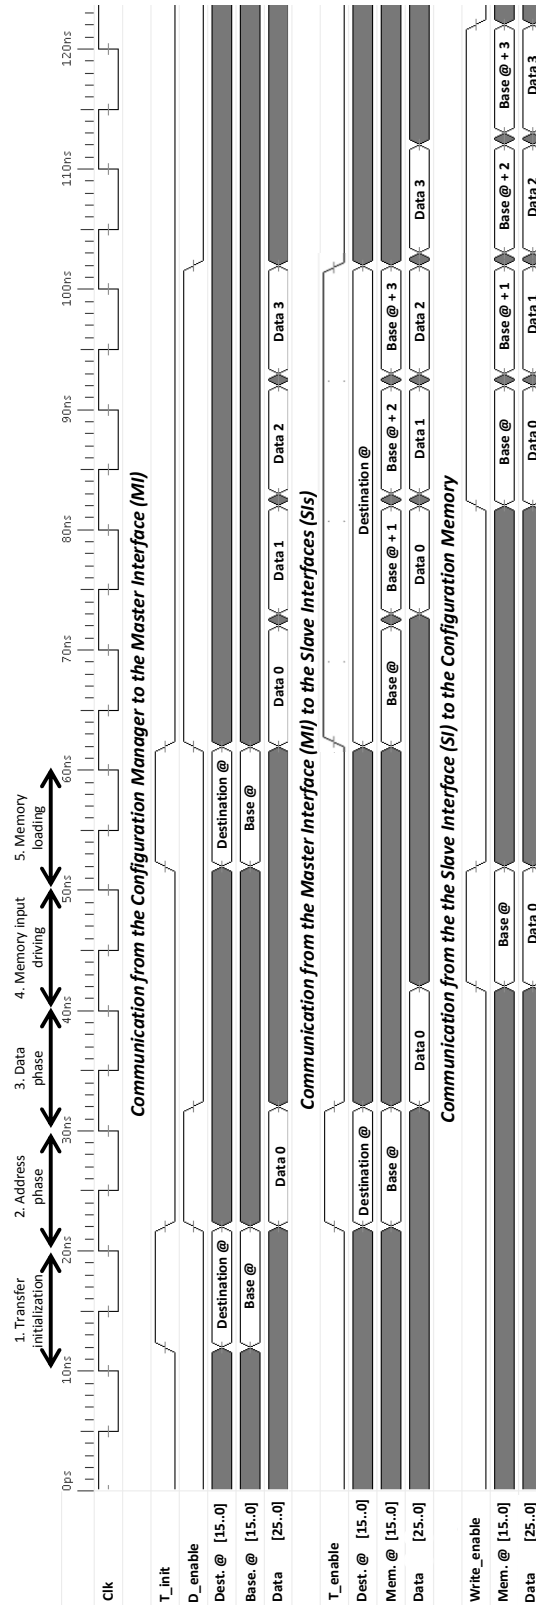 1. Transfer
initialization
2. Address
phase
3. Data
phase
4. Memory input
driving
5. Memory
loading
0ps 10ns 20ns 30ns 40ns 50ns 60ns 70ns 80ns 90ns 100ns 110ns 120ns
Clk
Communication from the Configuration Manager to the Master Interface (MI)
T_init
D_enable
Dest. @ [15..0] Destination @ Destination @
Base. @ [15..0] Base @ Base @
Data [25..0] Data 0 Data 0 Data 1 Data 2 Data 3
Communication from the Master Interface (MI) to the Slave Interfaces (SIs)
T_enable
Dest. @ [15..0] Destination @ Destination @
Mem. @ [15..0] Base @ Base @ Base @ + 1 Base @ + 2 Base @ + 3
Data [25..0] Data 0 Data 0 Data 1 Data 2 Data 3
Communication from the the Slave Interface (SI) to the Configuration Memory
Write_enable
Mem. @ [15..0] Base @ Base @ Base @ + 1 Base @ + 2 Base @ + 3
Data [25..0] Data 0 Data 0 Data 1 Data 2 Data 3